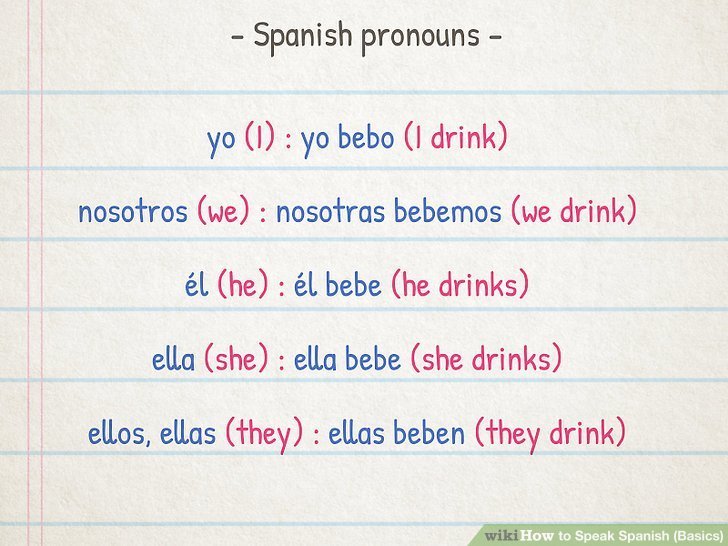 - Spanish pronouns -
yo (I) : yo bebo (I drink)
nosotros (we) : nosotras bebemos (we drink)
él (he) : él bebe (he drinks)
ella (she) : ella bebe (she drinks)
ellos, ellas (they) : ellas beben (they drink)
wikiHow to Speak Spanish (Basics)